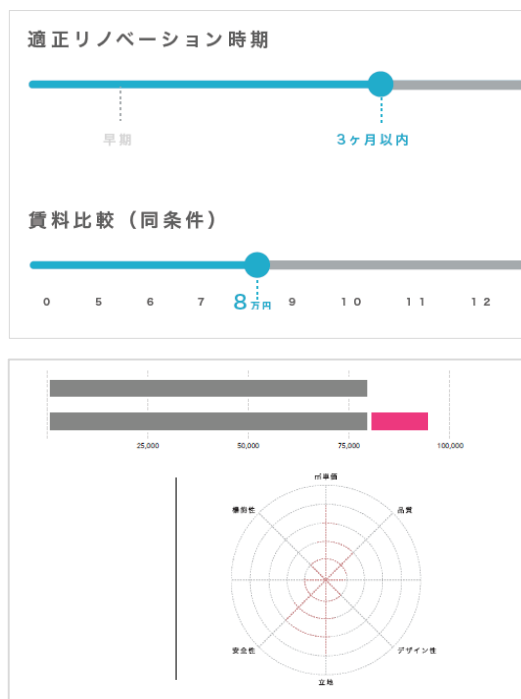 適正リノベーション時期
早期
3ヶ月以内
賃料比較（同条件）
0 5 6 7 8万円 9 10 11 12
25,000 50,000 75,000 100,000
㎡単価
機能性 品質
安全性 デザイン性
立地